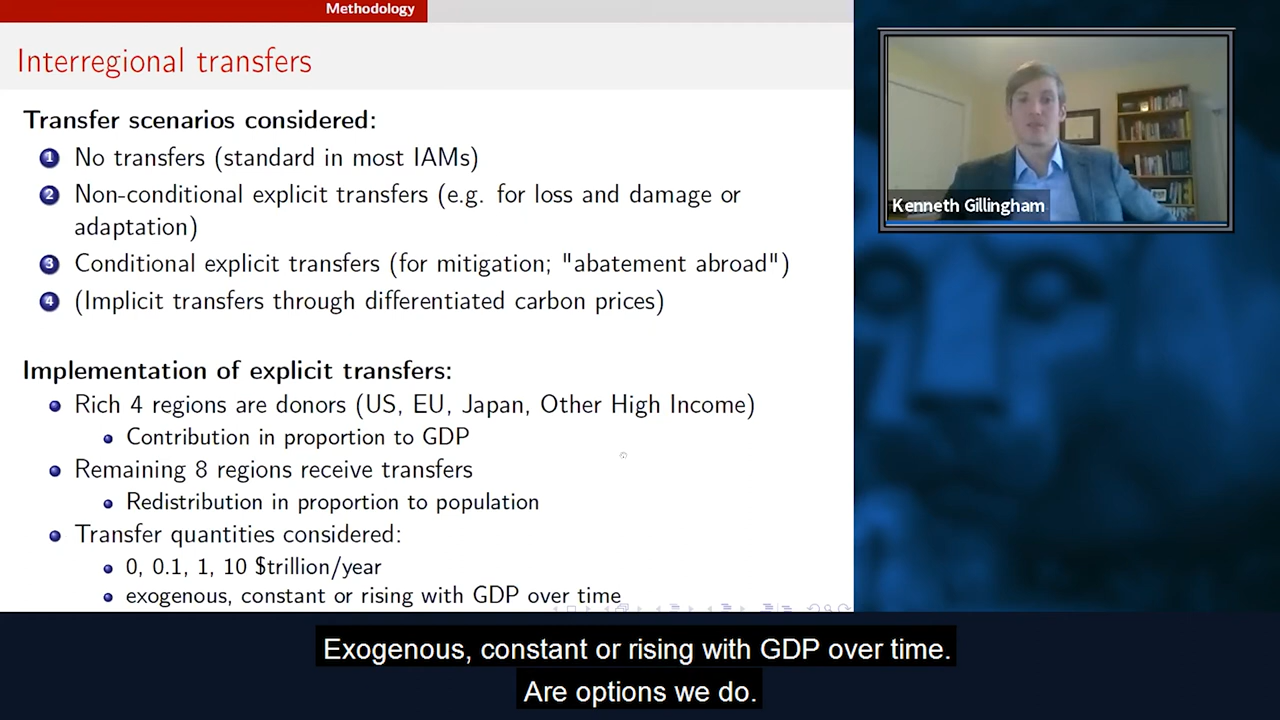 Methodology
Interregional transfers
Transfer scenarios considered:
1 No transfers (standard in most IAMs)
2 Non-conditional explicit transfers (e.g. for loss and damage or
adaptation)
3 Conditional explicit transfers (for mitigation; "abatement abroad")
4 (Implicit transfers through differentiated carbon prices)
Implementation of explicit transfers:
Rich 4 regions are donors (US, EU, Japan, Other High Income)
Contribution in proportion to GDP
Remaining 8 regions receive transfers
Redistribution in proportion to population
Transfer quantities considered:
0, 0.1, 1, 10 $trillion/year
exogenous, constant or rising with GDP over time
Kenneth Gillingham
Exogenous, constant or rising with GDP over time.
Are options we do.